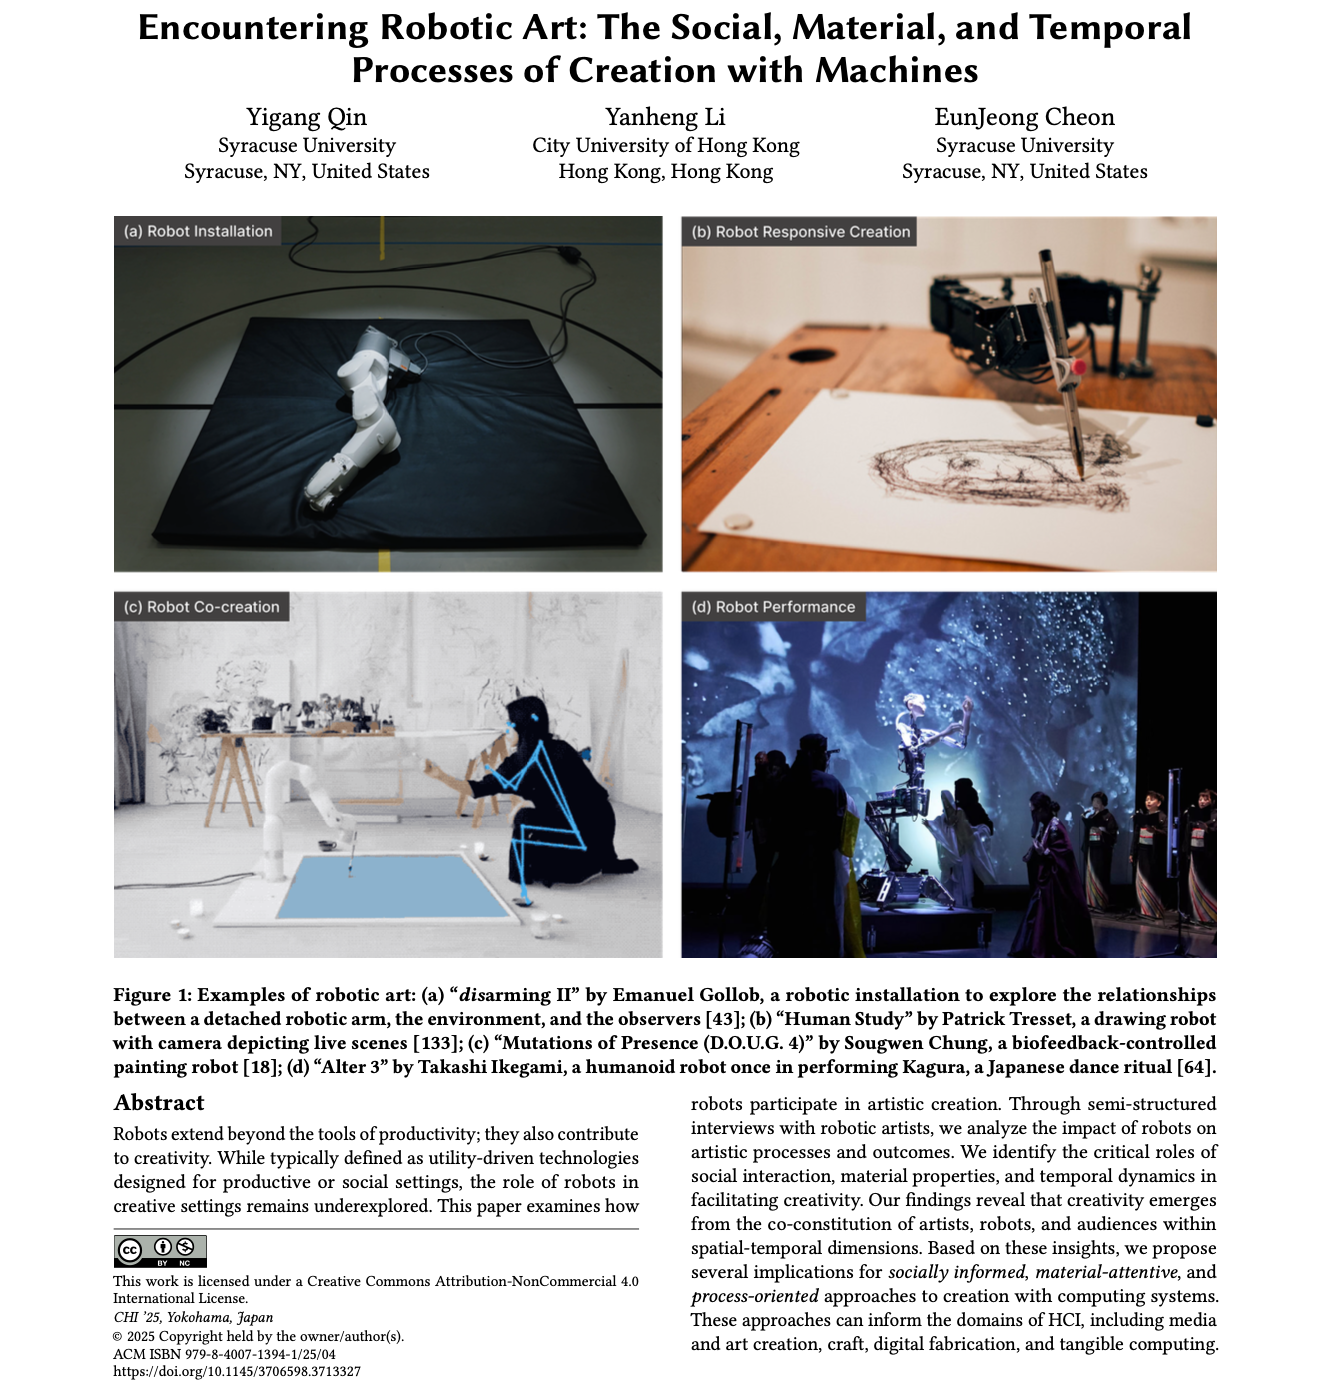 Encountering Robotic Art: The Social, Material, and Temporal
Processes of Creation with Machines
Yigang Qin
Syracuse University
Syracuse, NY, United States
Yanheng Li
City University of Hong Kong
Hong Kong, Hong Kong
EunJeong Cheon
Syracuse University
Syracuse, NY, United States
(a) Robot Installation
(b) Robot Responsive Creation
(c) Robot Co-creation
(d) Robot Performance
Figure 1: Examples of robotic art: (a) “disarming II” by Emanuel Gollob, a robotic installation to explore the relationships
between a detached robotic arm, the environment, and the observers [43]; (b) “Human Study” by Patrick Tresset, a drawing robot
with camera depicting live scenes [133]; (c) “Mutations of Presence (D.O.U.G. 4)” by Sougwen Chung, a biofeedback-controlled
painting robot [18]; (d) “Alter 3” by Takashi Ikegami, a humanoid robot once in performing Kagura, a Japanese dance ritual [64].
Abstract
Robots extend beyond the tools of productivity; they also contribute
to creativity. While typically defined as utility-driven technologies
designed for productive or social settings, the role of robots in
creative settings remains underexplored. This paper examines how
cc BY NC
This work is licensed under a Creative Commons Attribution-NonCommercial 4.0
International License.
CHI ’25, Yokohama, Japan
© 2025 Copyright held by the owner/author(s).
ACM ISBN 979-8-4007-1394-1/25/04
https://doi.org/10.1145/3706598.3713327
robots participate in artistic creation. Through semi-structured
interviews with robotic artists, we analyze the impact of robots on
artistic processes and outcomes. We identify the critical roles of
social interaction, material properties, and temporal dynamics in
facilitating creativity. Our findings reveal that creativity emerges
from the co-constitution of artists, robots, and audiences within
spatial-temporal dimensions. Based on these insights, we propose
several implications for socially informed, material-attentive, and
process-oriented approaches to creation with computing systems.
These approaches can inform the domains of HCI, including media
and art creation, craft, digital fabrication, and tangible computing.